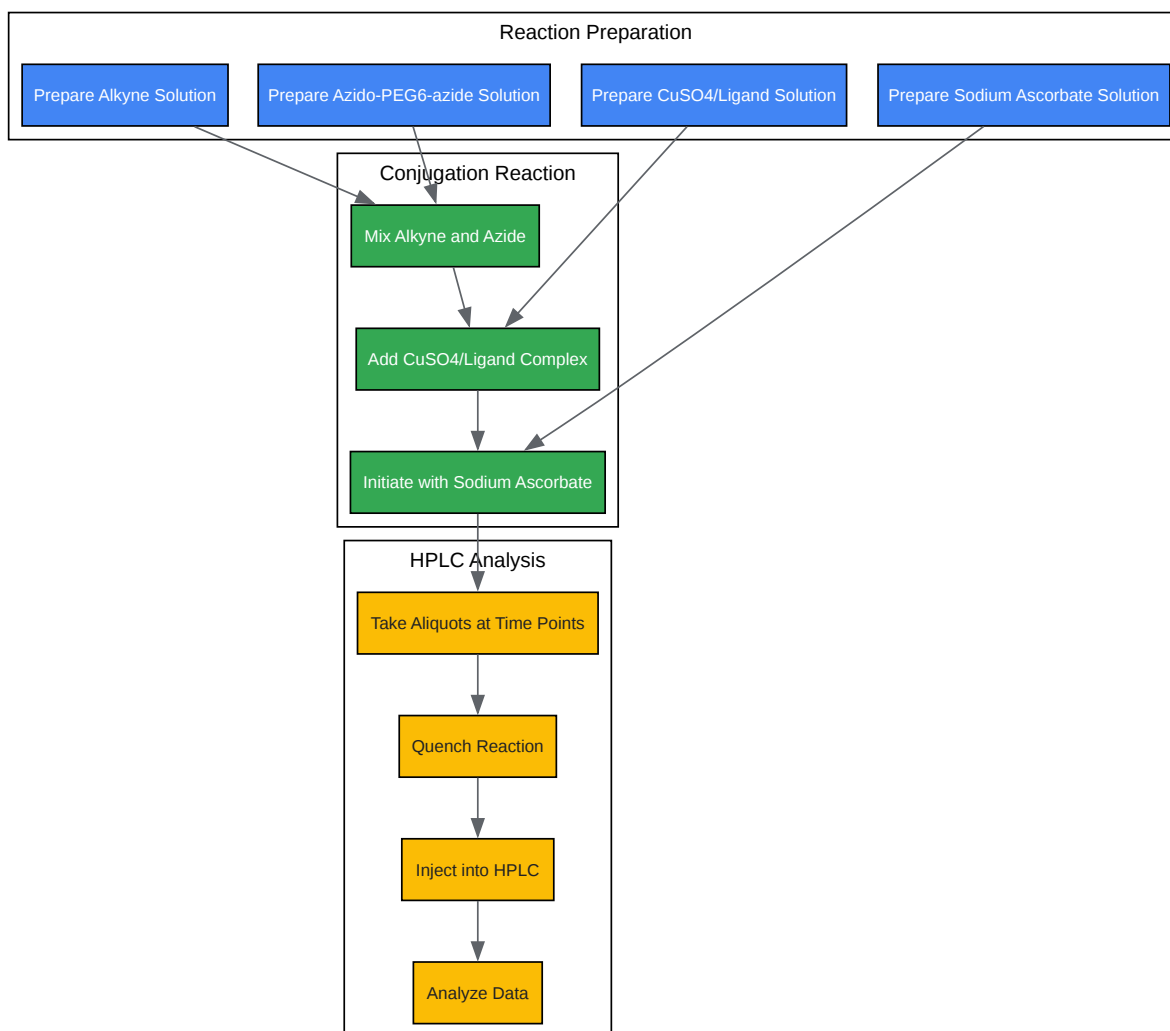 Reaction Preparation
Prepare Alkyne Solution
Prepare Azido-PEG6-azide Solution
Prepare CuSO4/Ligand Solution
Prepare Sodium Ascorbate Solution
Conjugation Reaction
Mix Alkyne and Azide
Add CuSO4/Ligand Complex
Initiate with Sodium Ascorbate
HPLC Analysis
Take Aliquots at Time Points
Quench Reaction
Inject into HPLC
Analyze Data